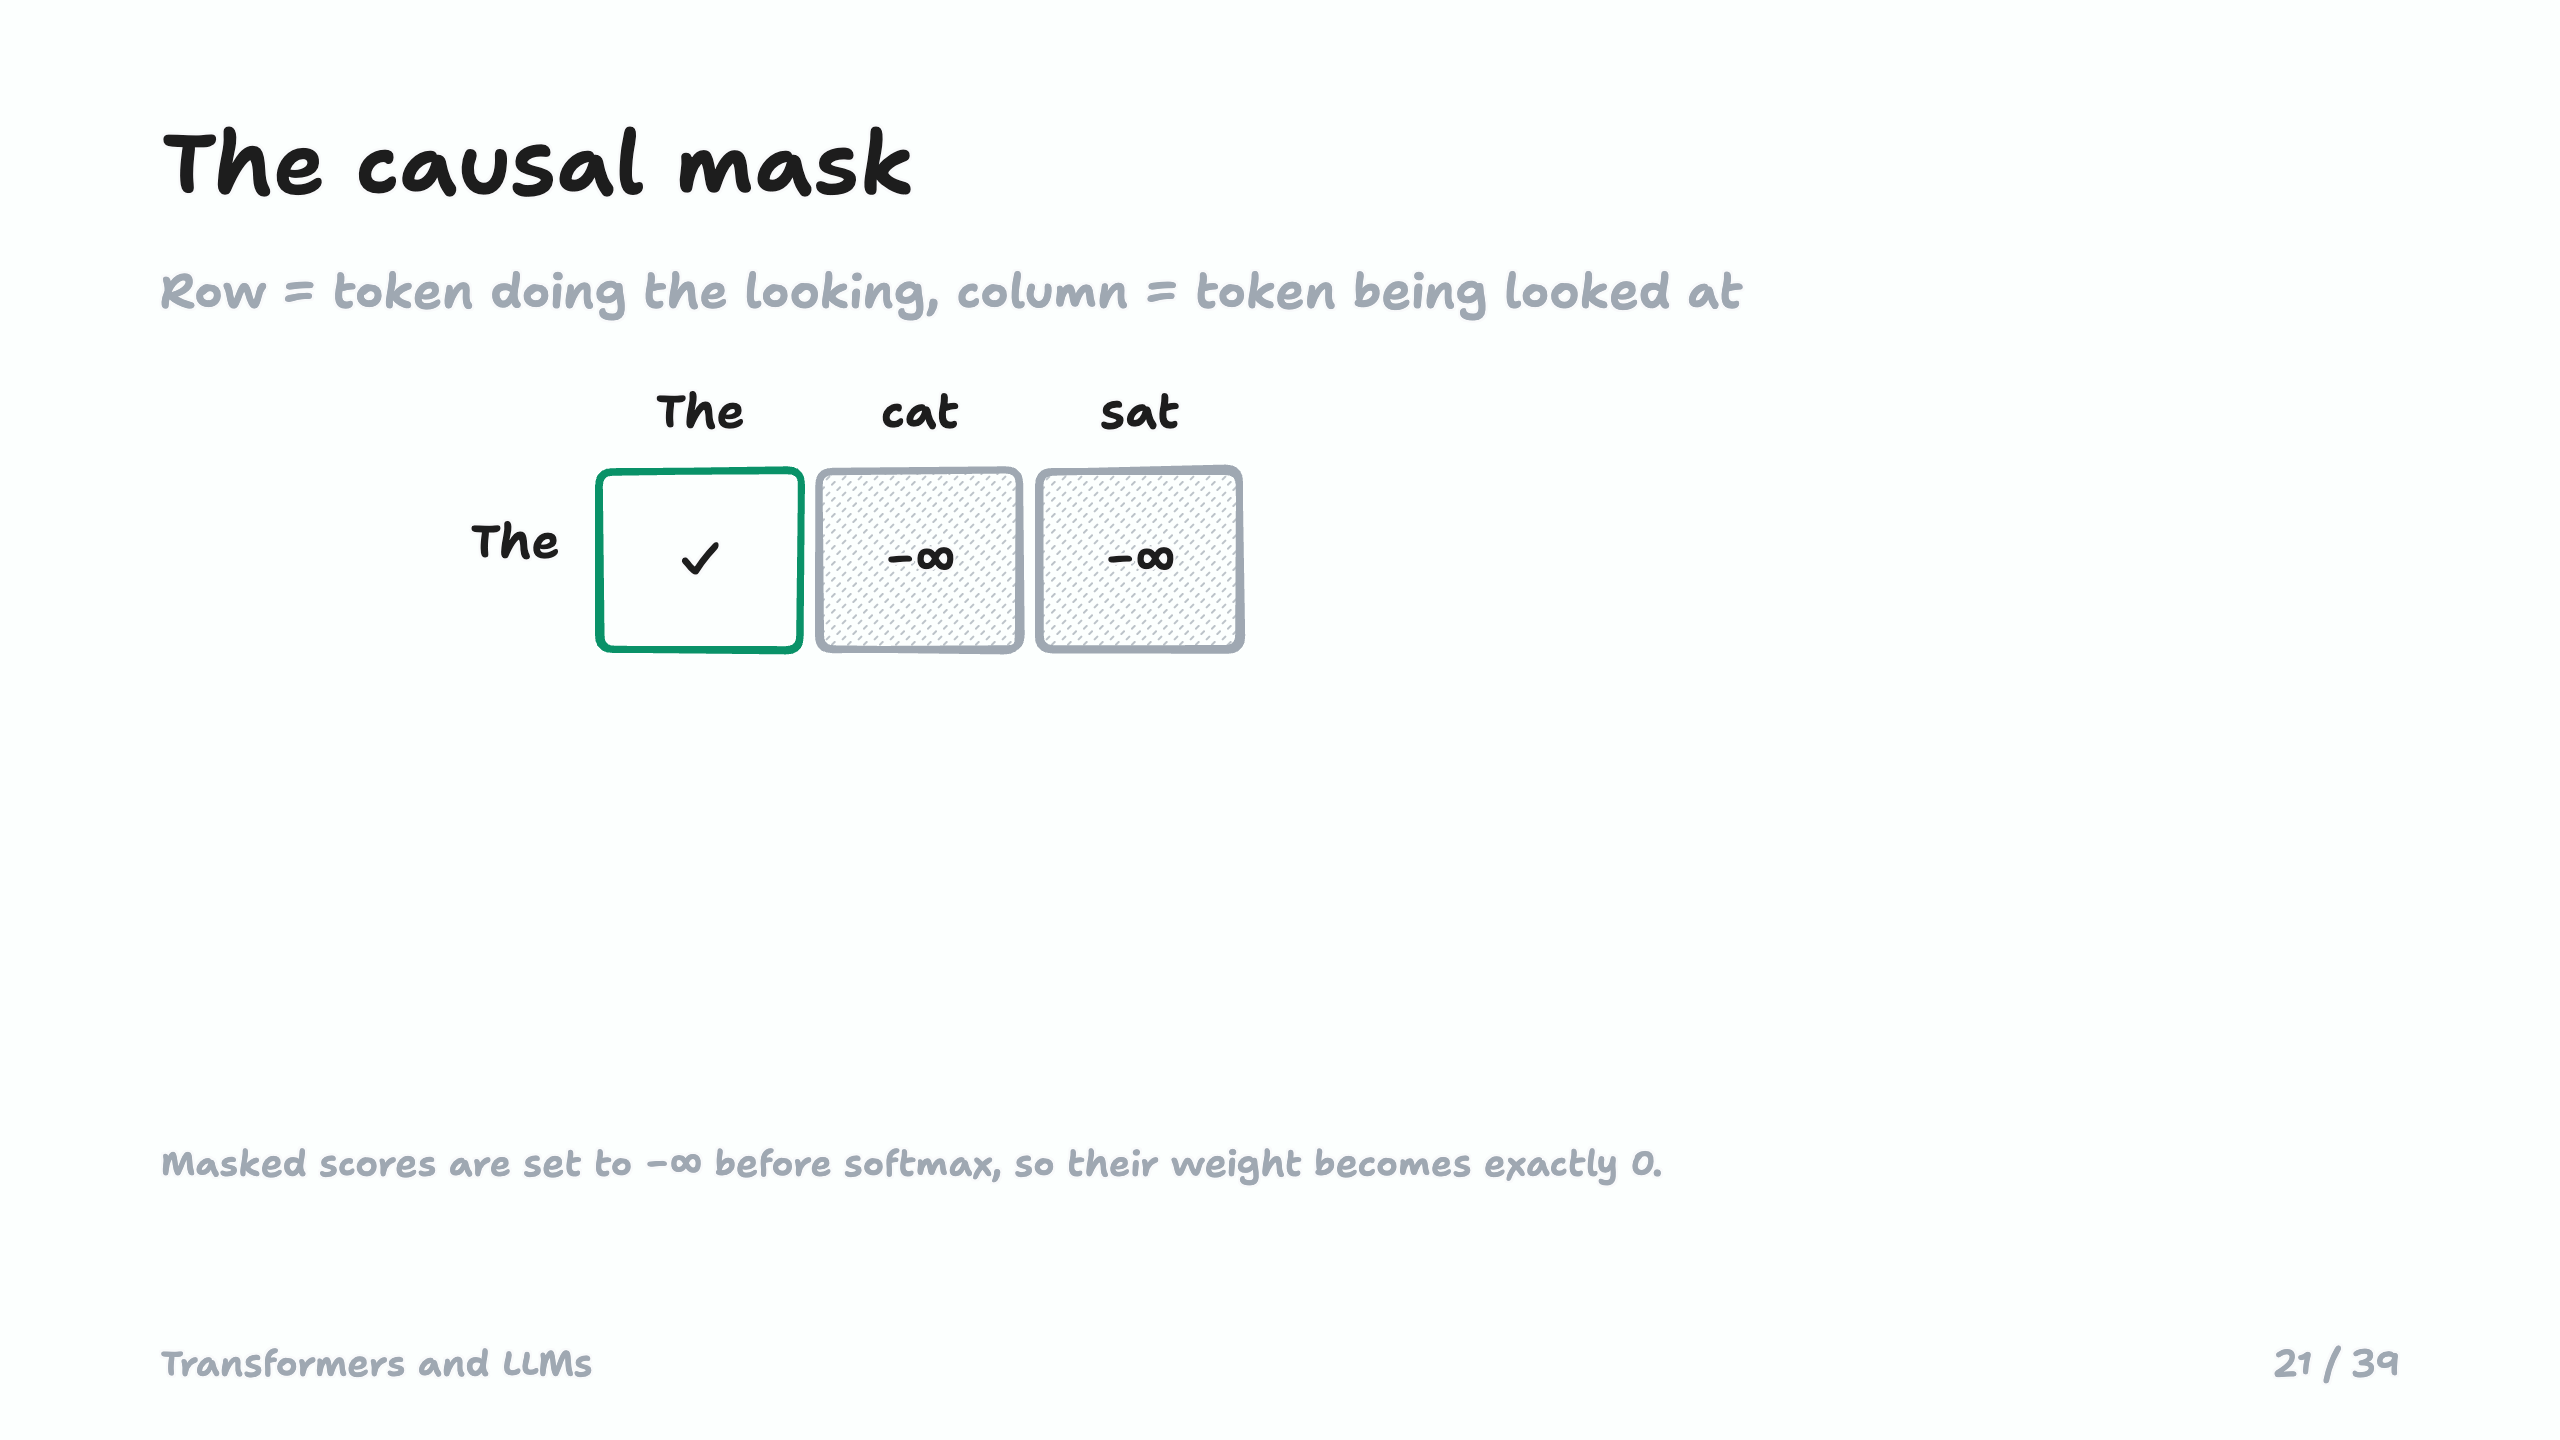 The causal mask
Row = token doing the looking, column = token being looked at
The cat sat
The ✓ -∞ -∞
Masked scores are set to -∞ before softmax, so their weight becomes exactly 0.
Transformers and LLMs
21 / 39